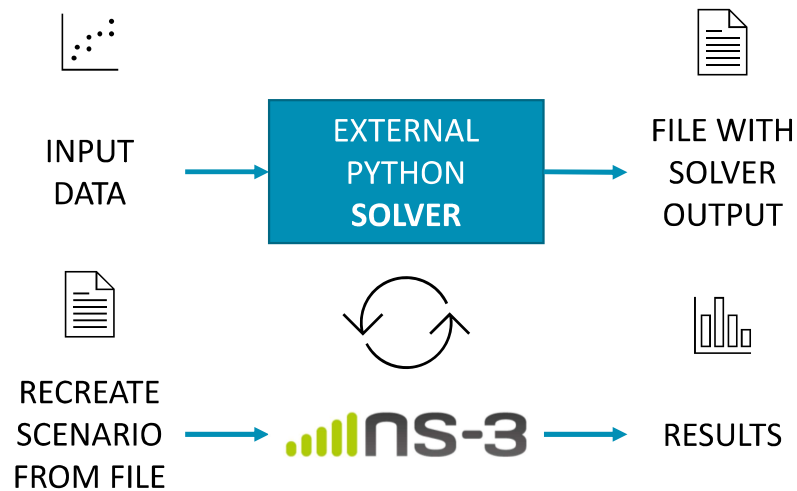 INPUT
DATA
EXTERNAL
PYTHON
SOLVER
FILE WITH
SOLVER
OUTPUT
RECREATE
SCENARIO
FROM FILE
ns-3
RESULTS